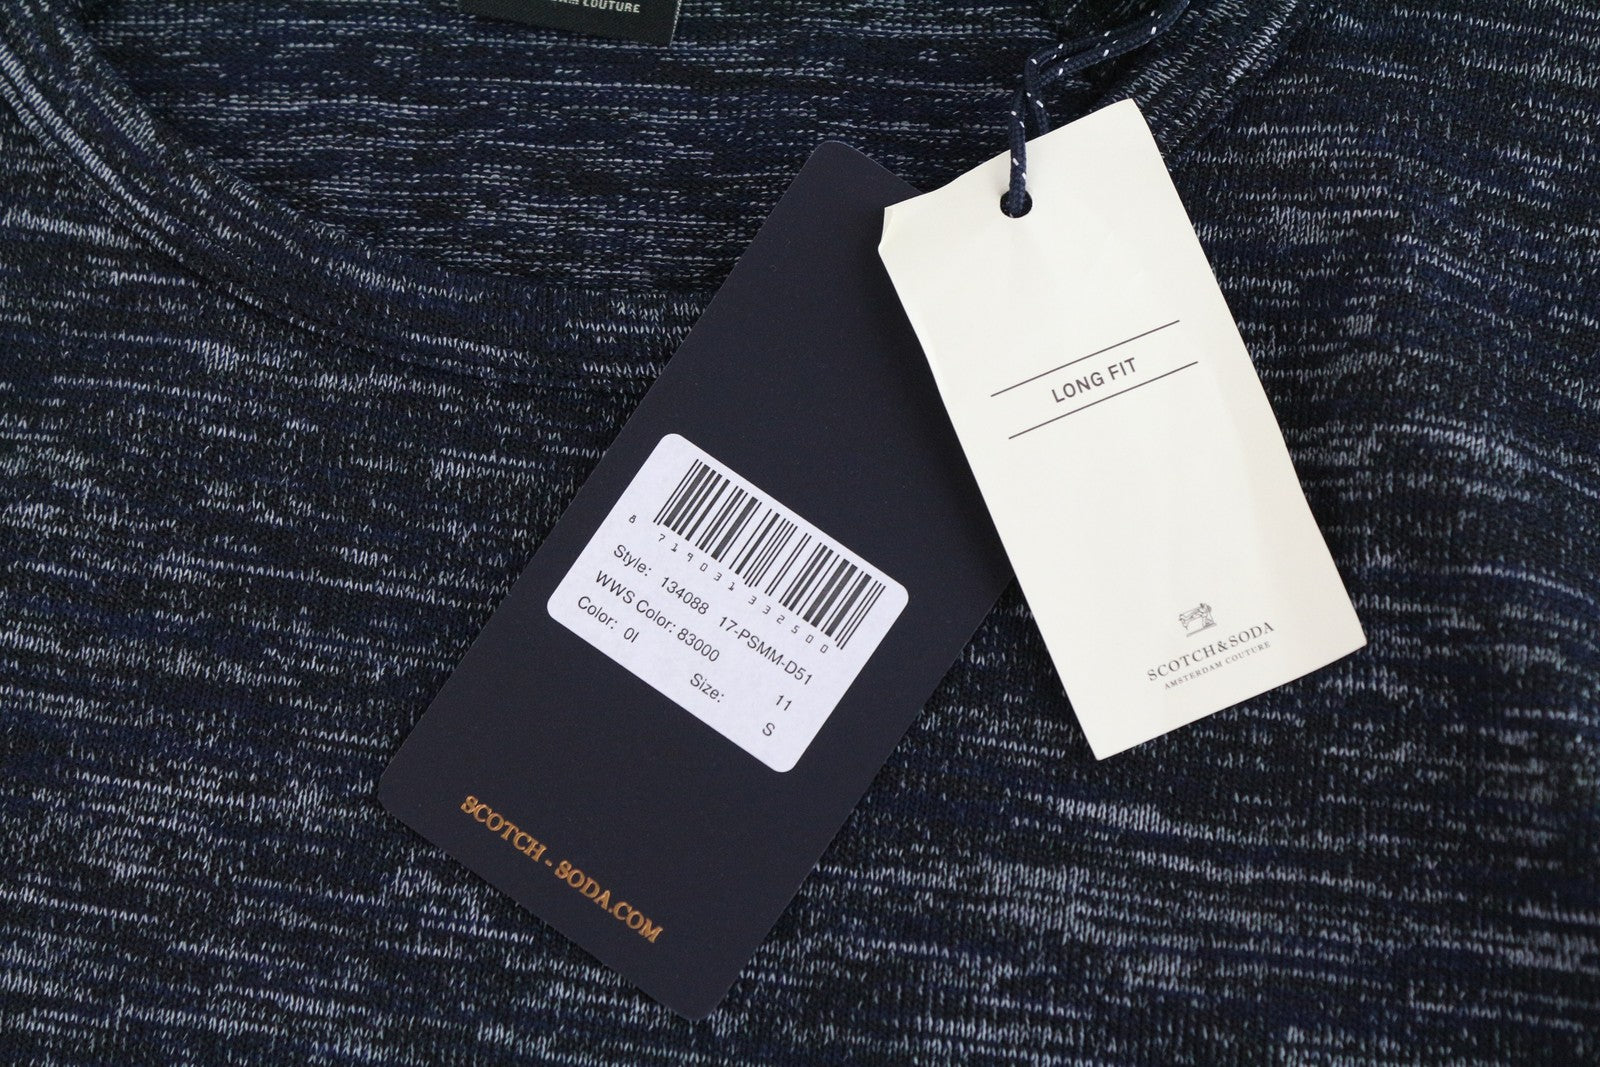 COUTURE
LONG FIT
SCOTCH&SODA
AMSTERDAM COUTURE
8 719031 332500
Style: 134088 17-PSMM-D51
WWS Color: 83000 11
Color: 0I Size: S
SCOTCH - SODA.COM